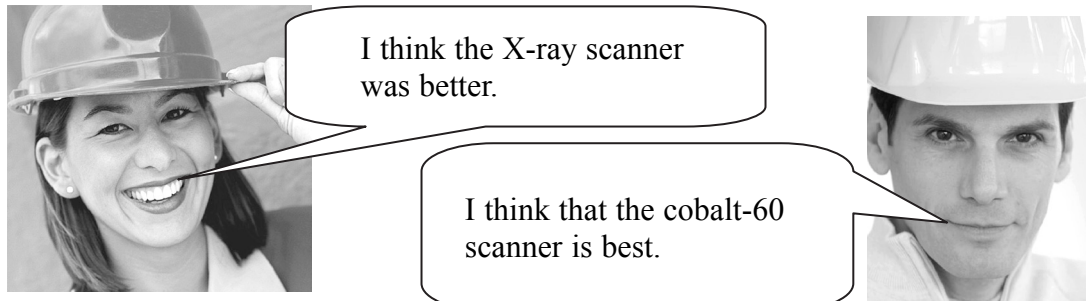 I think the X-ray scanner
was better.
I think that the cobalt-60
scanner is best.